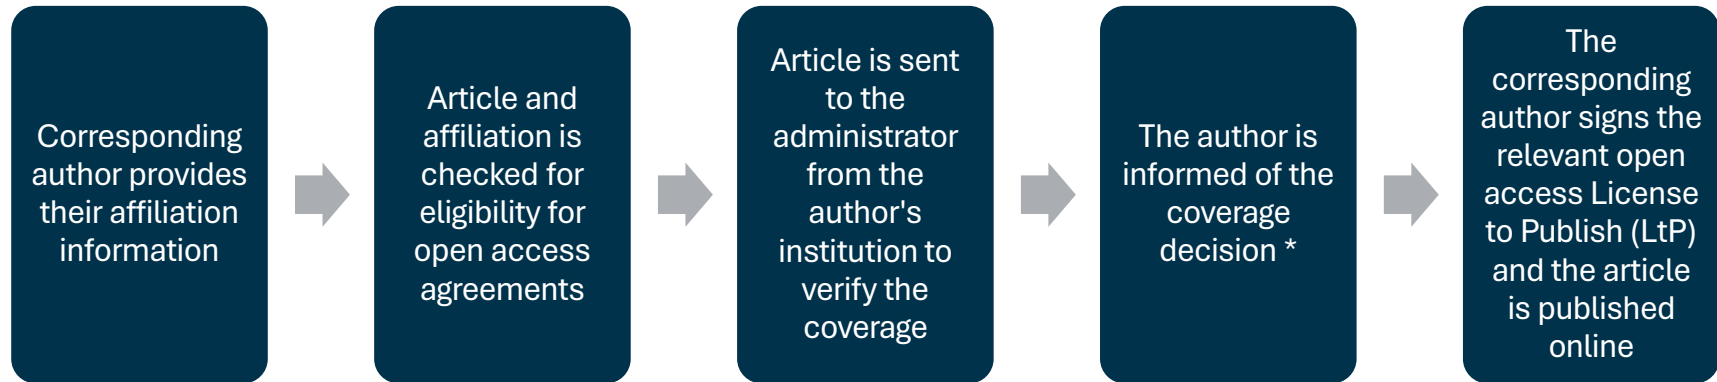 Corresponding
author provides
their affiliation
information
Article and
affiliation is
checked for
eligibility for
open access
agreements
Article is sent
to the
administrator
from the
author's
institution to
verify the
coverage
The author is
informed of the
coverage
decision *
The
corresponding
author signs the
relevant open
access License
to Publish (LtP)
and the article
is published
online